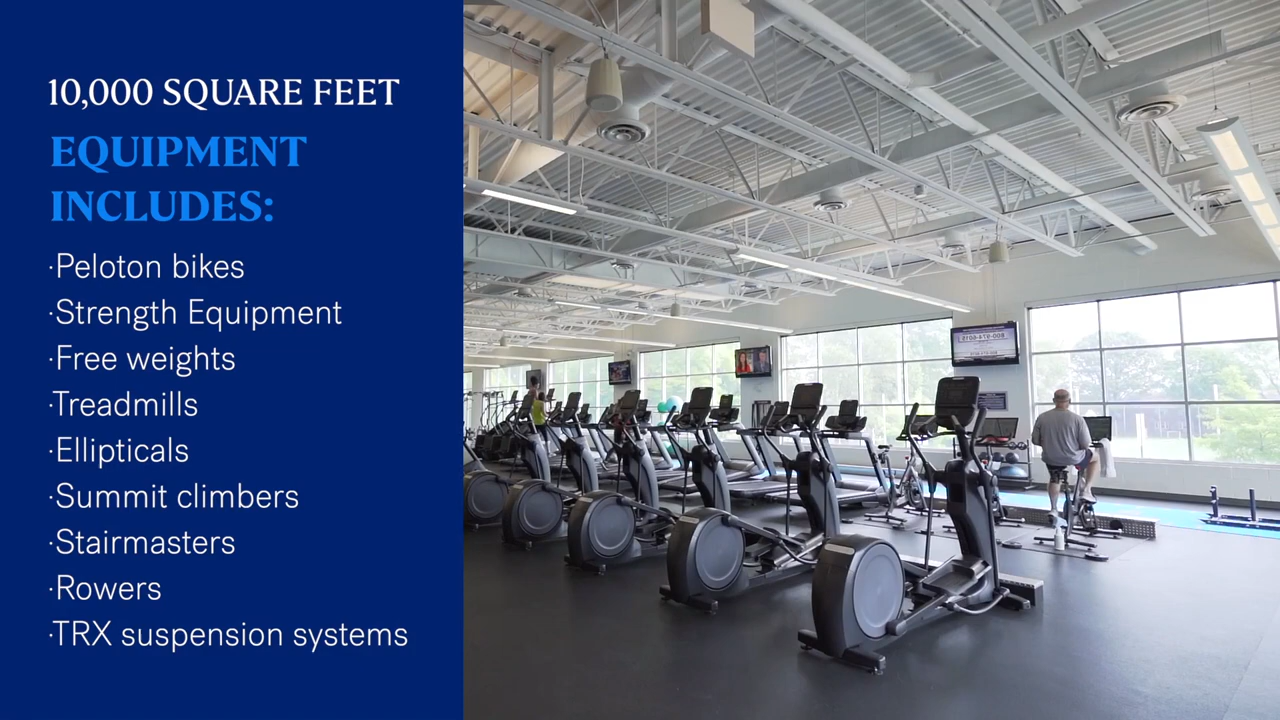 10,000 SQUARE FEET
EQUIPMENT
INCLUDES:
·Peloton bikes
·Strength Equipment
·Free weights
·Treadmills
·Ellipticals
·Summit climbers
·Stairmasters
·Rowers
·TRX suspension systems